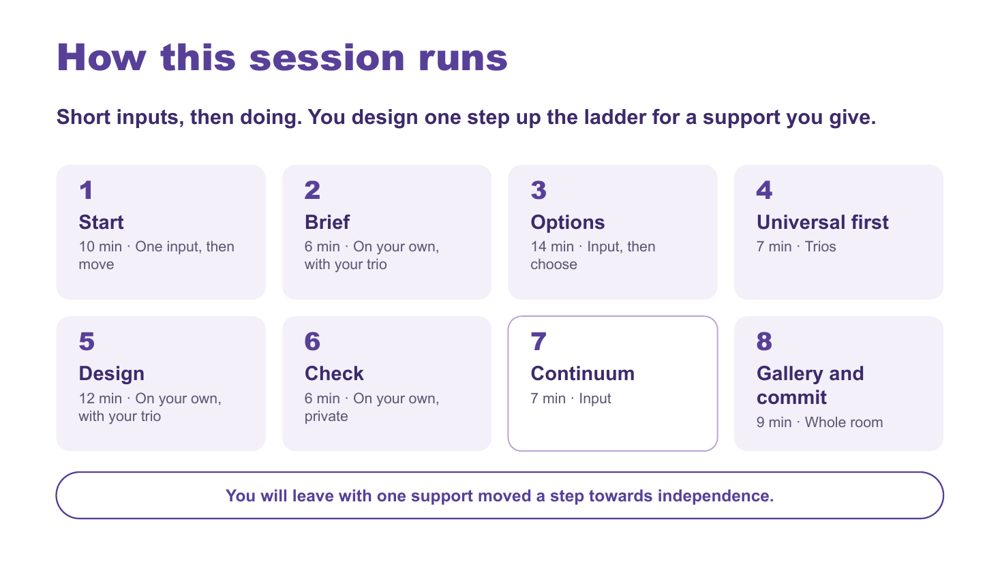 How this session runs
Short inputs, then doing. You design one step up the ladder for a support you give.
1
Start
10 min · One input, then
move
2
Brief
6 min · On your own,
with your trio
3
Options
14 min · Input, then
choose
4
Universal first
7 min · Trios
5
Design
12 min · On your own,
with your trio
6
Check
6 min · On your own,
private
7
Continuum
7 min · Input
8
Gallery and
commit
9 min · Whole room
You will leave with one support moved a step towards independence.